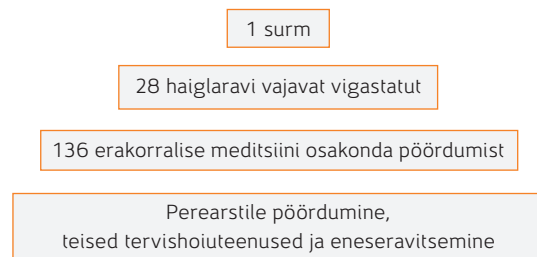 1 surm
28 haiglaravi vajavat vigastatut
136 erakorralise meditsiini osakonda pöördumist
Perearstile pöördumine,
teised tervishoiuteenused ja eneseravitsemine